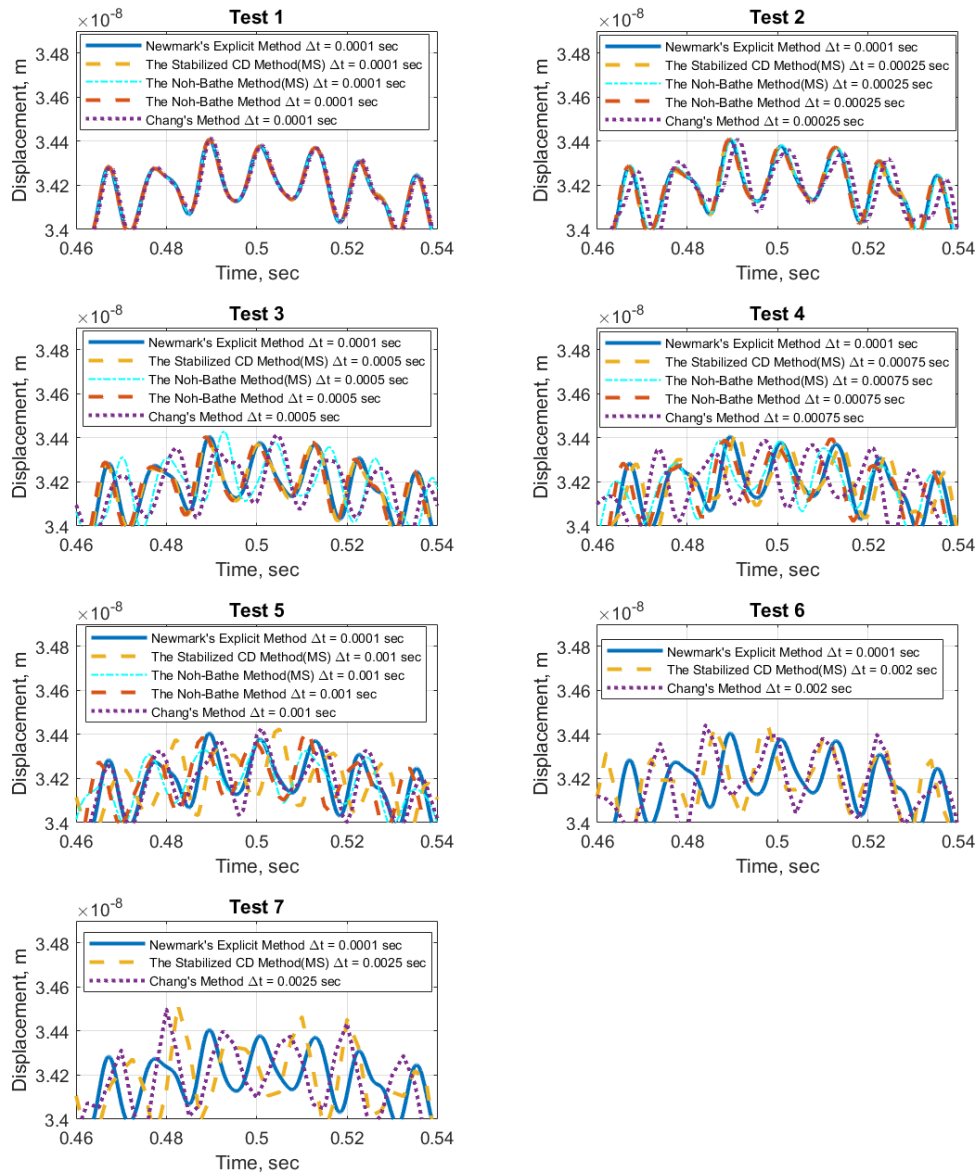 Test 1
×10⁻⁸
Displacement, m
3.48
3.46
3.44
3.42
3.4
Newmark's Explicit Method Δt = 0.0001 sec
The Stabilized CD Method(MS) Δt = 0.0001 sec
The Noh-Bathe Method(MS) Δt = 0.0001 sec
The Noh-Bathe Method Δt = 0.0001 sec
Chang's Method Δt = 0.0001 sec
0.46 0.48 0.5 0.52 0.54
Time, sec
Test 2
×10⁻⁸
Displacement, m
3.48
3.46
3.44
3.42
3.4
Newmark's Explicit Method Δt = 0.0001 sec
The Stabilized CD Method(MS) Δt = 0.00025 sec
The Noh-Bathe Method(MS) Δt = 0.00025 sec
The Noh-Bathe Method Δt = 0.00025 sec
Chang's Method Δt = 0.00025 sec
0.46 0.48 0.5 0.52 0.54
Time, sec
Test 3
×10⁻⁸
Displacement, m
3.48
3.46
3.44
3.42
3.4
Newmark's Explicit Method Δt = 0.0001 sec
The Stabilized CD Method(MS) Δt = 0.0005 sec
The Noh-Bathe Method(MS) Δt = 0.0005 sec
The Noh-Bathe Method Δt = 0.0005 sec
Chang's Method Δt = 0.0005 sec
0.46 0.48 0.5 0.52 0.54
Time, sec
Test 4
×10⁻⁸
Displacement, m
3.48
3.46
3.44
3.42
3.4
Newmark's Explicit Method Δt = 0.0001 sec
The Stabilized CD Method(MS) Δt = 0.00075 sec
The Noh-Bathe Method(MS) Δt = 0.00075 sec
The Noh-Bathe Method Δt = 0.00075 sec
Chang's Method Δt = 0.00075 sec
0.46 0.48 0.5 0.52 0.54
Time, sec
Test 5
×10⁻⁸
Displacement, m
3.48
3.46
3.44
3.42
3.4
Newmark's Explicit Method Δt = 0.0001 sec
The Stabilized CD Method(MS) Δt = 0.001 sec
The Noh-Bathe Method(MS) Δt = 0.001 sec
The Noh-Bathe Method Δt = 0.001 sec
Chang's Method Δt = 0.001 sec
0.46 0.48 0.5 0.52 0.54
Time, sec
Test 6
×10⁻⁸
Displacement, m
3.48
3.46
3.44
3.42
3.4
Newmark's Explicit Method Δt = 0.0001 sec
The Stabilized CD Method(MS) Δt = 0.002 sec
Chang's Method Δt = 0.002 sec
0.46 0.48 0.5 0.52 0.54
Time, sec
Test 7
×10⁻⁸
Displacement, m
3.48
3.46
3.44
3.42
3.4
Newmark's Explicit Method Δt = 0.0001 sec
The Stabilized CD Method(MS) Δt = 0.0025 sec
Chang's Method Δt = 0.0025 sec
0.46 0.48 0.5 0.52 0.54
Time, sec